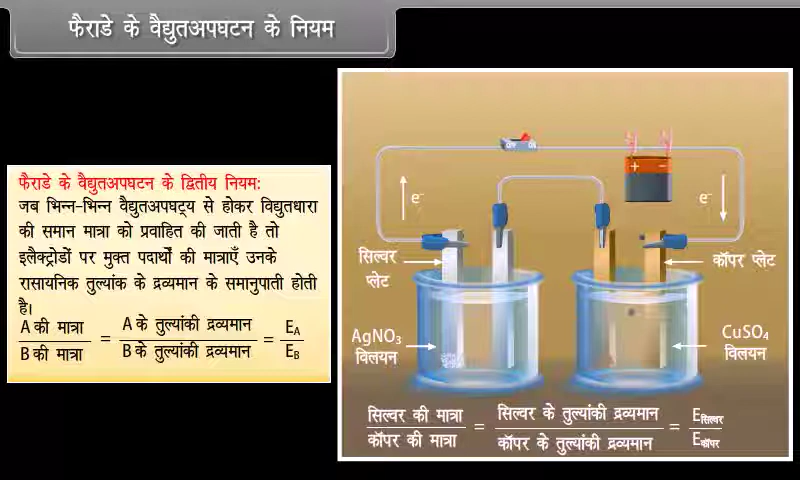 फैराडे के वैद्युतअपघटन के नियम
फैराडे के वैद्युतअपघटन के द्वितीय नियम:
जब भिन्न-भिन्न वैद्युतअपघट्य से होकर विद्युतधारा
की समान मात्रा को प्रवाहित की जाती है तो
इलैक्ट्रोडों पर मुक्त पदार्थों की मात्राएँ उनके
रासायनिक तुल्यांक के द्रव्यमान के समानुपाती होती
है।
A की मात्रा / B की मात्रा = A के तुल्यांकी द्रव्यमान / B के तुल्यांकी द्रव्यमान = E_A / E_B
OFF ON
+ -
e⁻
e⁻
सिल्वर
प्लेट
कॉपर प्लेट
AgNO₃
विलयन
CuSO₄
विलयन
सिल्वर की मात्रा / कॉपर की मात्रा = सिल्वर के तुल्यांकी द्रव्यमान / कॉपर के तुल्यांकी द्रव्यमान = E_सिल्वर / E_कॉपर